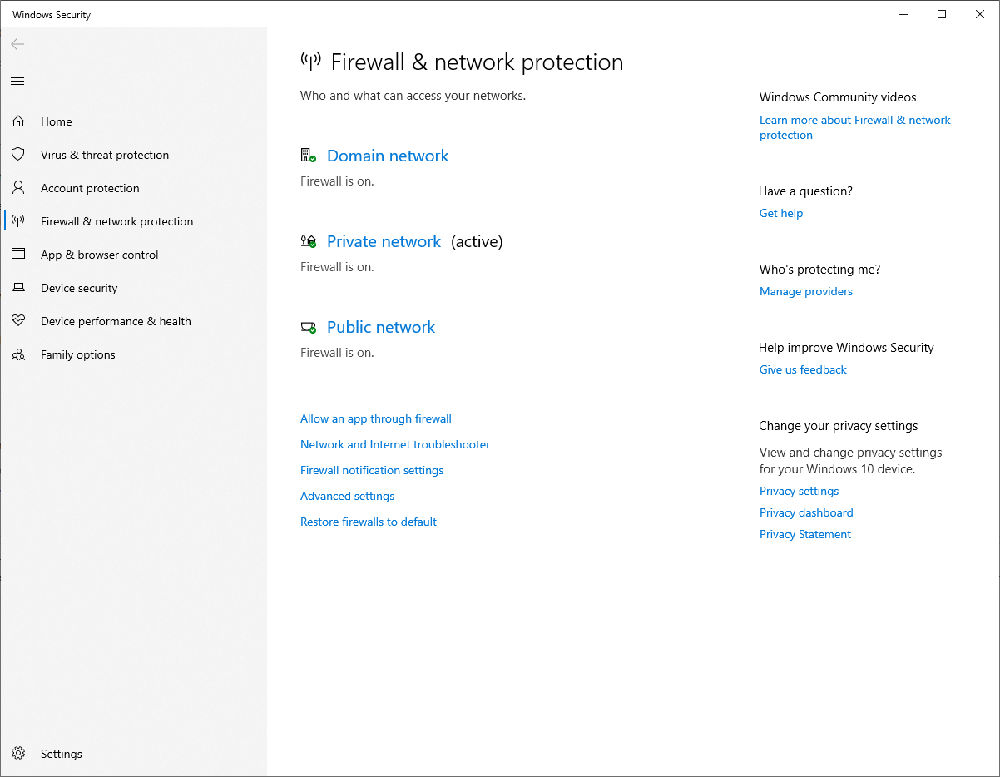 Windows Security
Home
Virus & threat protection
Account protection
Firewall & network protection
App & browser control
Device security
Device performance & health
Family options
Settings
Firewall & network protection
Who and what can access your networks.
Domain network
Firewall is on.
Private network (active)
Firewall is on.
Public network
Firewall is on.
Allow an app through firewall
Network and Internet troubleshooter
Firewall notification settings
Advanced settings
Restore firewalls to default
Windows Community videos
Learn more about Firewall & network
protection
Have a question?
Get help
Who's protecting me?
Manage providers
Help improve Windows Security
Give us feedback
Change your privacy settings
View and change privacy settings
for your Windows 10 device.
Privacy settings
Privacy dashboard
Privacy Statement